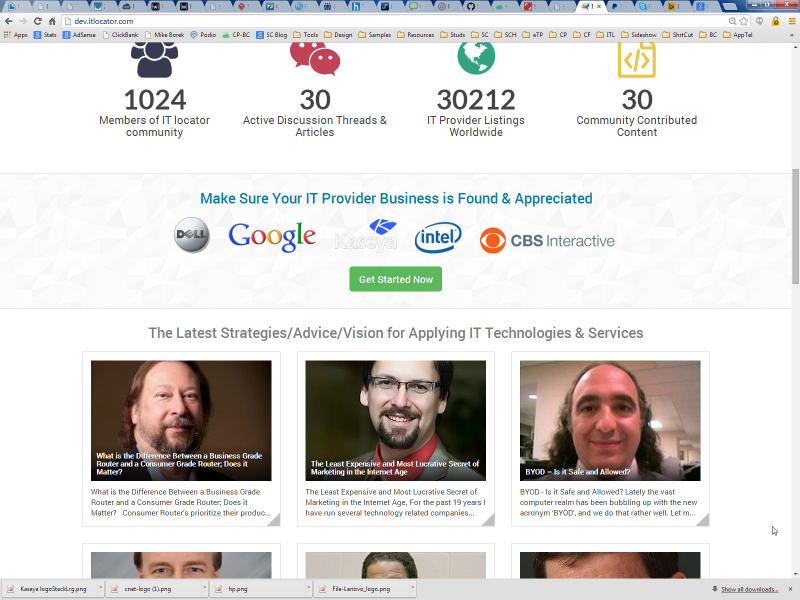 dev.itlocator.com
Apps Stats AdSense ClickBank Mike Borek Podio CP-BC SC Blog Tools Design Samples Resources Studs SC SCH eTP CP CF ITL Sideshow ShrtCut BC AppTel
1024
Members of IT locator
community
30
Active Discussion Threads &
Articles
30212
IT Provider Listings
Worldwide
30
Community Contributed
Content
Make Sure Your IT Provider Business is Found & Appreciated
DELL Google Kaseya intel CBS Interactive
Get Started Now
The Latest Strategies/Advice/Vision for Applying IT Technologies & Services
What is the Difference Between a Business Grade
Router and a Consumer Grade Router; Does it
Matter?
What is the Difference Between a Business Grade
Router and a Consumer Grade Router; Does it
Matter? Consumer Router's prioritize their produc...
The Least Expensive and Most Lucrative Secret of
Marketing in the Internet Age
The Least Expensive and Most Lucrative Secret of
Marketing in the Internet Age. For the past 19 years I
have run several technology related companies...
BYOD – Is it Safe and Allowed?
BYOD - Is it Safe and Allowed? Lately the vast
computer realm has been bubbling up with the new
acronym 'BYOD', and we do that rather well. Let m...
Kaseya logoStackLrg.png cnet-logo (1).png hp.png File-Lenovo_logo.png Show all downloads...